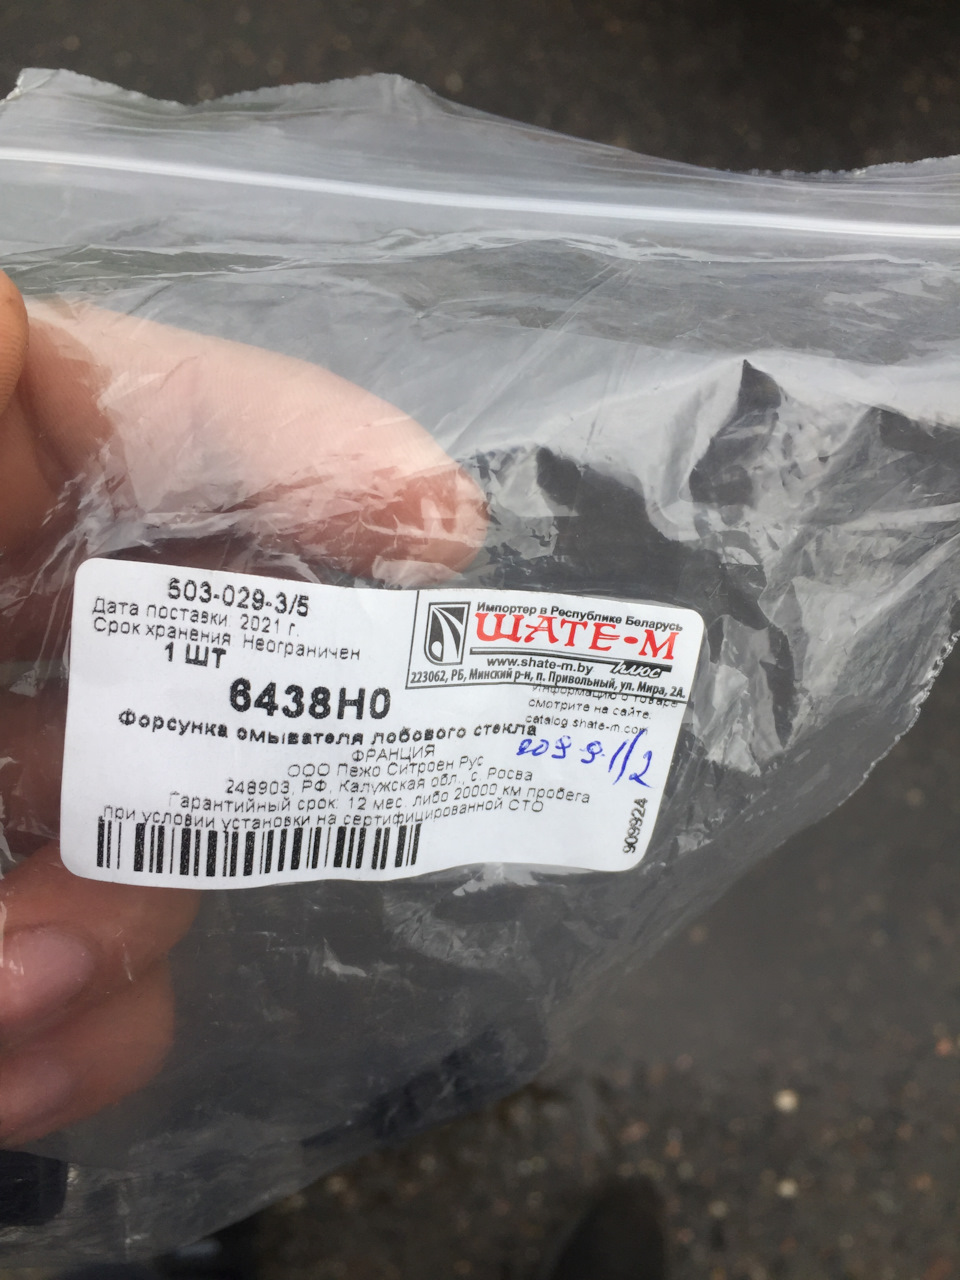 503-029-3/5
Дата поставки: 2021 г.
Срок хранения: Неограничен
1 ШТ
Импортер в Республике Беларусь
ШАТЕ-М
плюс
www.shate-m.by
223062, РБ, Минский р-н, п. Привольный, ул. Мира, 2А.
Информацию о товаре
смотрите на сайте:
catalog.shate-m.com
6438H0
Форсунка омывателя лобового стекла
ФРАНЦИЯ
ООО Пежо Ситроен Рус
248903, РФ, Калужская обл., с. Росва
Гарантийный срок: 12 мес. либо 20000 км пробега
при условии установки на сертифицированной СТО
909924